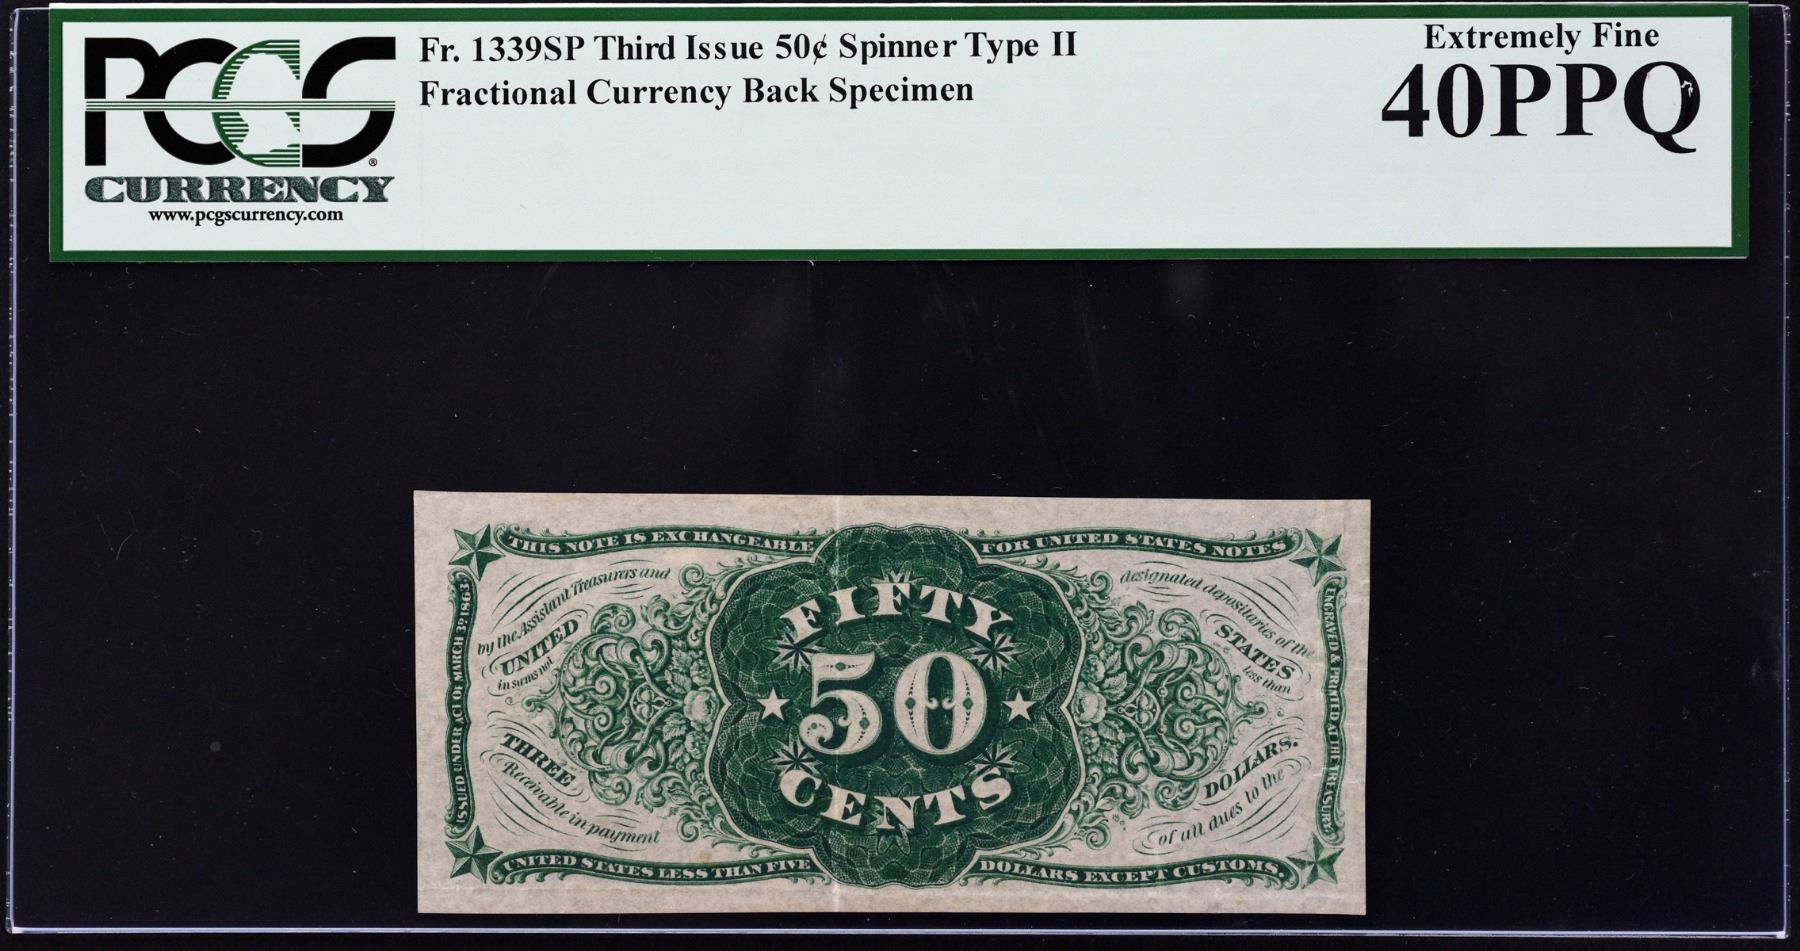 PCGS
CURRENCY
www.pcgscurrency.com
Fr. 1339SP Third Issue 50¢ Spinner Type II
Fractional Currency Back Specimen
Extremely Fine
40PPQ
THIS NOTE IS EXCHANGEABLE
FOR UNITED STATES NOTES
by the Assistant Treasurers and
designated depositaries of the
UNITED
STATES
in sums not
less than
THREE
DOLLARS.
Receivable in payment
of all dues to the
UNITED STATES LESS THAN FIVE
DOLLARS EXCEPT CUSTOMS.
ISSUED UNDER ACT OF MARCH 3D 1863.
ENGRAVED & PRINTED AT THE TREASURY.
FIFTY
50
CENTS